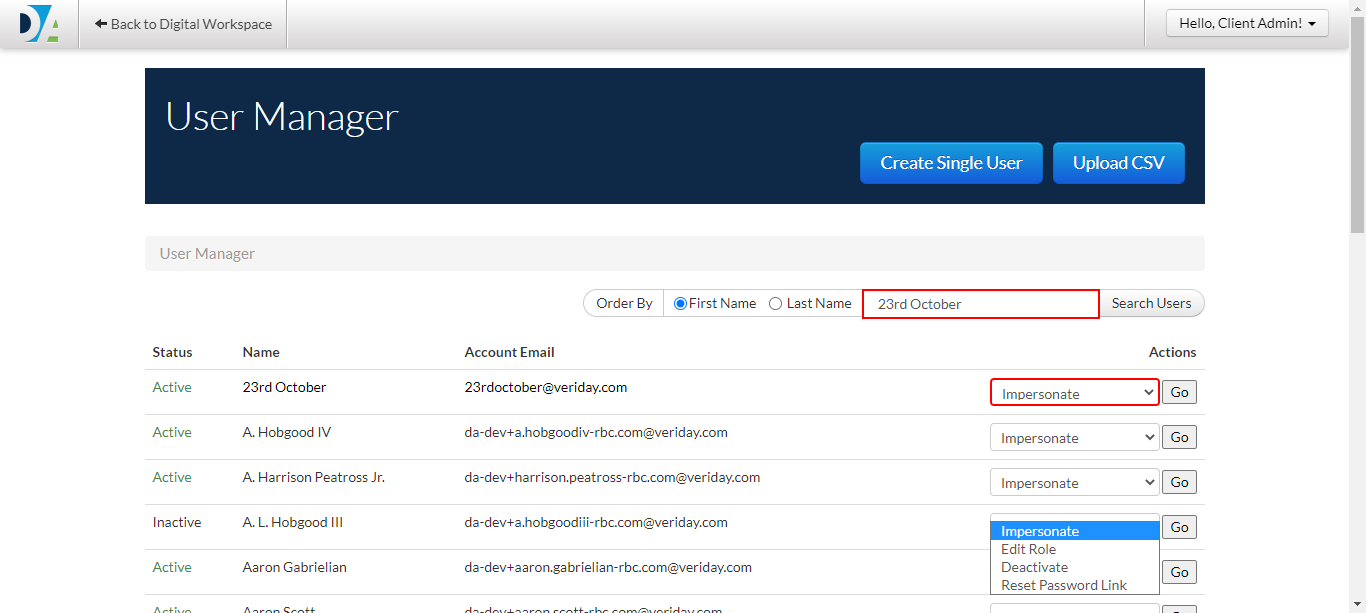 DA
Back to Digital Workspace
Hello, Client Admin!
User Manager
Create Single User
Upload CSV
User Manager
Order By First Name Last Name 23rd October Search Users
Status Name Account Email Actions
Active 23rd October 23rdoctober@veriday.com Impersonate Go
Active A. Hobgood IV da-dev+a.hobgoodiv-rbc.com@veriday.com Impersonate Go
Active A. Harrison Peatross Jr. da-dev+harrison.peatross-rbc.com@veriday.com Impersonate Go
Inactive A. L. Hobgood III da-dev+a.hobgoodiii-rbc.com@veriday.com Go
Impersonate
Edit Role
Active Aaron Gabrielian da-dev+aaron.gabrielian-rbc.com@veriday.com Deactivate Go
Reset Password Link
Active Aaron Scott da-dev+aaron.scott-rbc.com@veriday.com